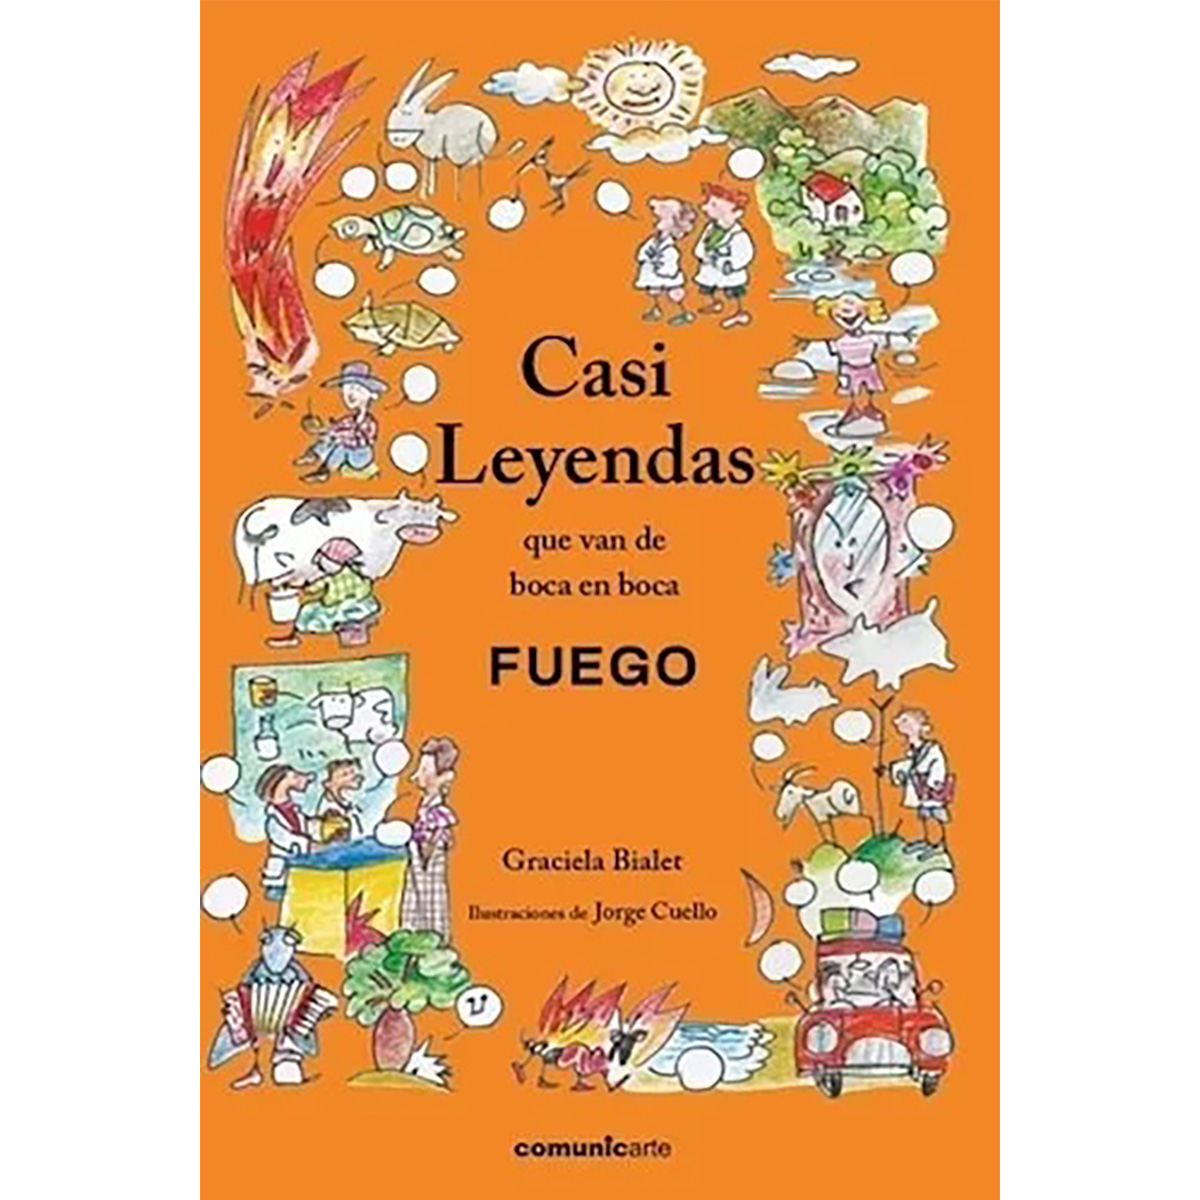 Casi
Leyendas
que van de
boca en boca
FUEGO
Graciela Bialet
Ilustraciones de Jorge Cuello
comunicarte